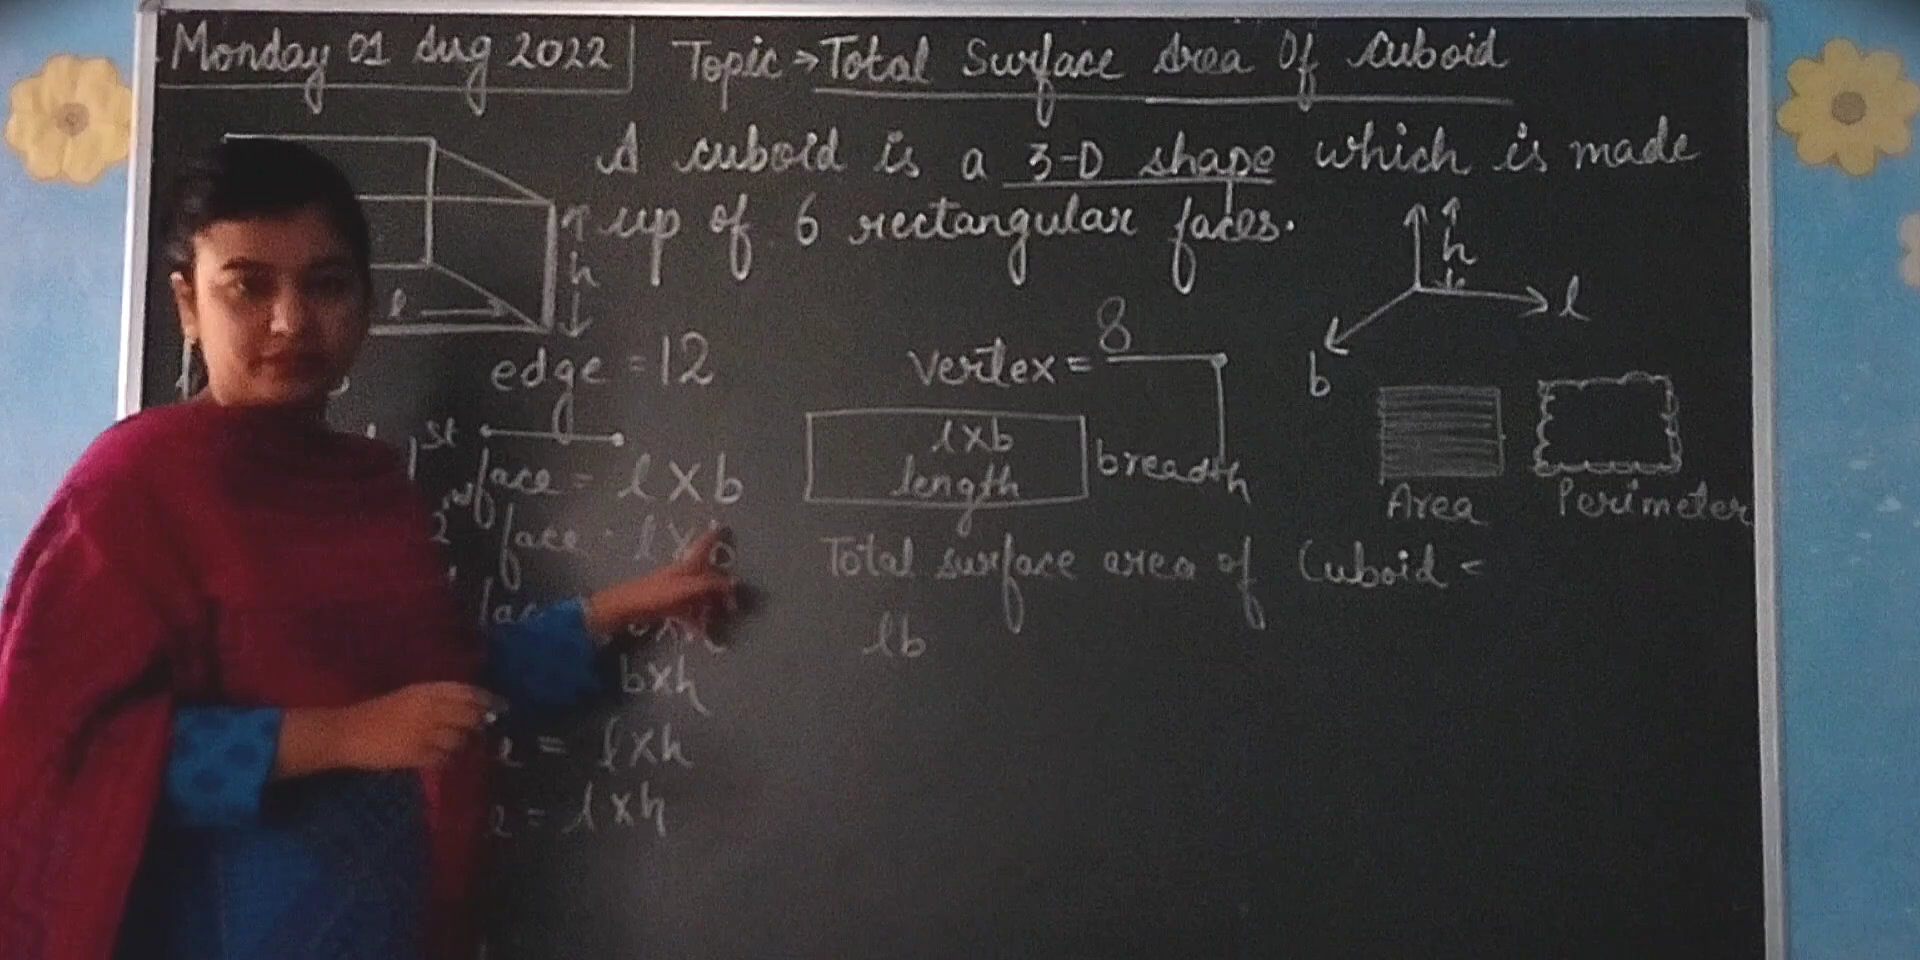 Monday 01 Aug 2022
Topic → Total Surface Area Of Cuboid
A cuboid is a 3-D shape which is made
up of 6 rectangular faces.
h
l
h
l
b
edge = 12
vertex = 8
1st face = l x b
l x b
length
breadth
Area
Perimeter
2nd face = l x b
Total surface area of Cuboid =
lb
b x h
= l x h
= l x h